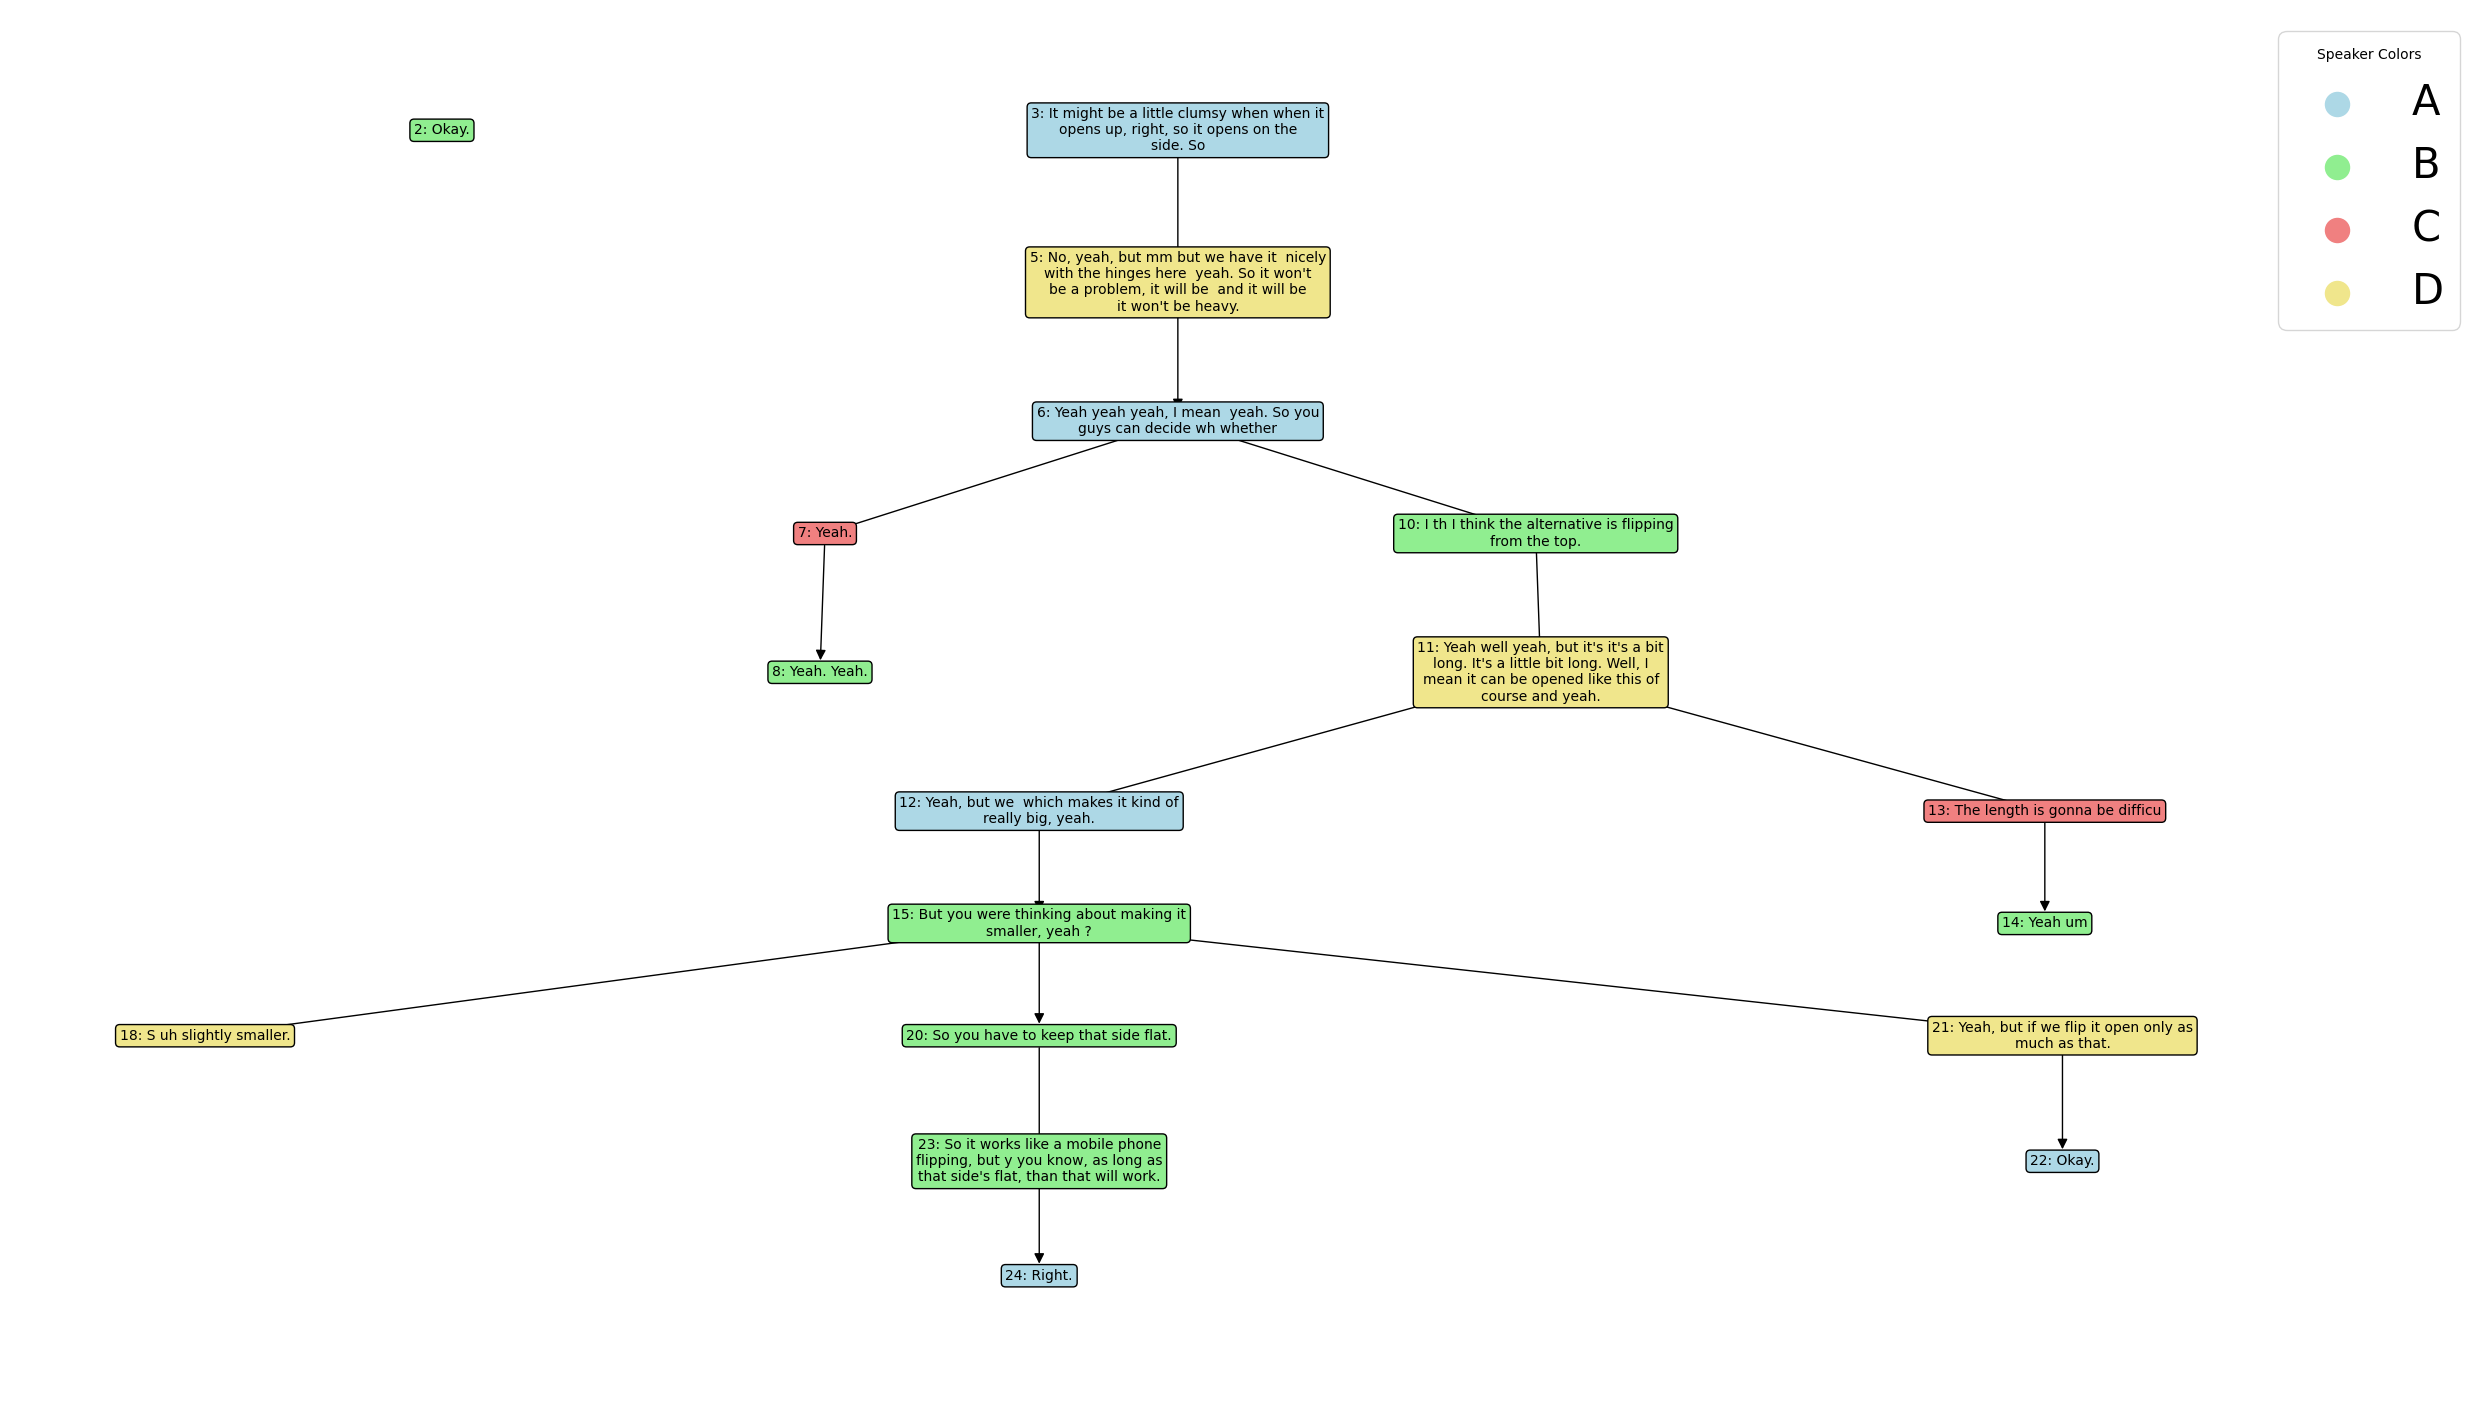 Speaker Colors
A
B
C
D
2: Okay.
3: It might be a little clumsy when when it
opens up, right, so it opens on the
side. So
5: No, yeah, but mm but we have it  nicely
with the hinges here  yeah. So it won't
be a problem, it will be  and it will be
it won't be heavy.
6: Yeah yeah yeah, I mean  yeah. So you
guys can decide wh whether
7: Yeah.
10: I th I think the alternative is flipping
from the top.
8: Yeah. Yeah.
11: Yeah well yeah, but it's it's a bit
long. It's a little bit long. Well, I
mean it can be opened like this of
course and yeah.
12: Yeah, but we  which makes it kind of
really big, yeah.
13: The length is gonna be difficu
15: But you were thinking about making it
smaller, yeah ?
14: Yeah um
18: S uh slightly smaller.
20: So you have to keep that side flat.
21: Yeah, but if we flip it open only as
much as that.
23: So it works like a mobile phone
flipping, but y you know, as long as
that side's flat, than that will work.
22: Okay.
24: Right.